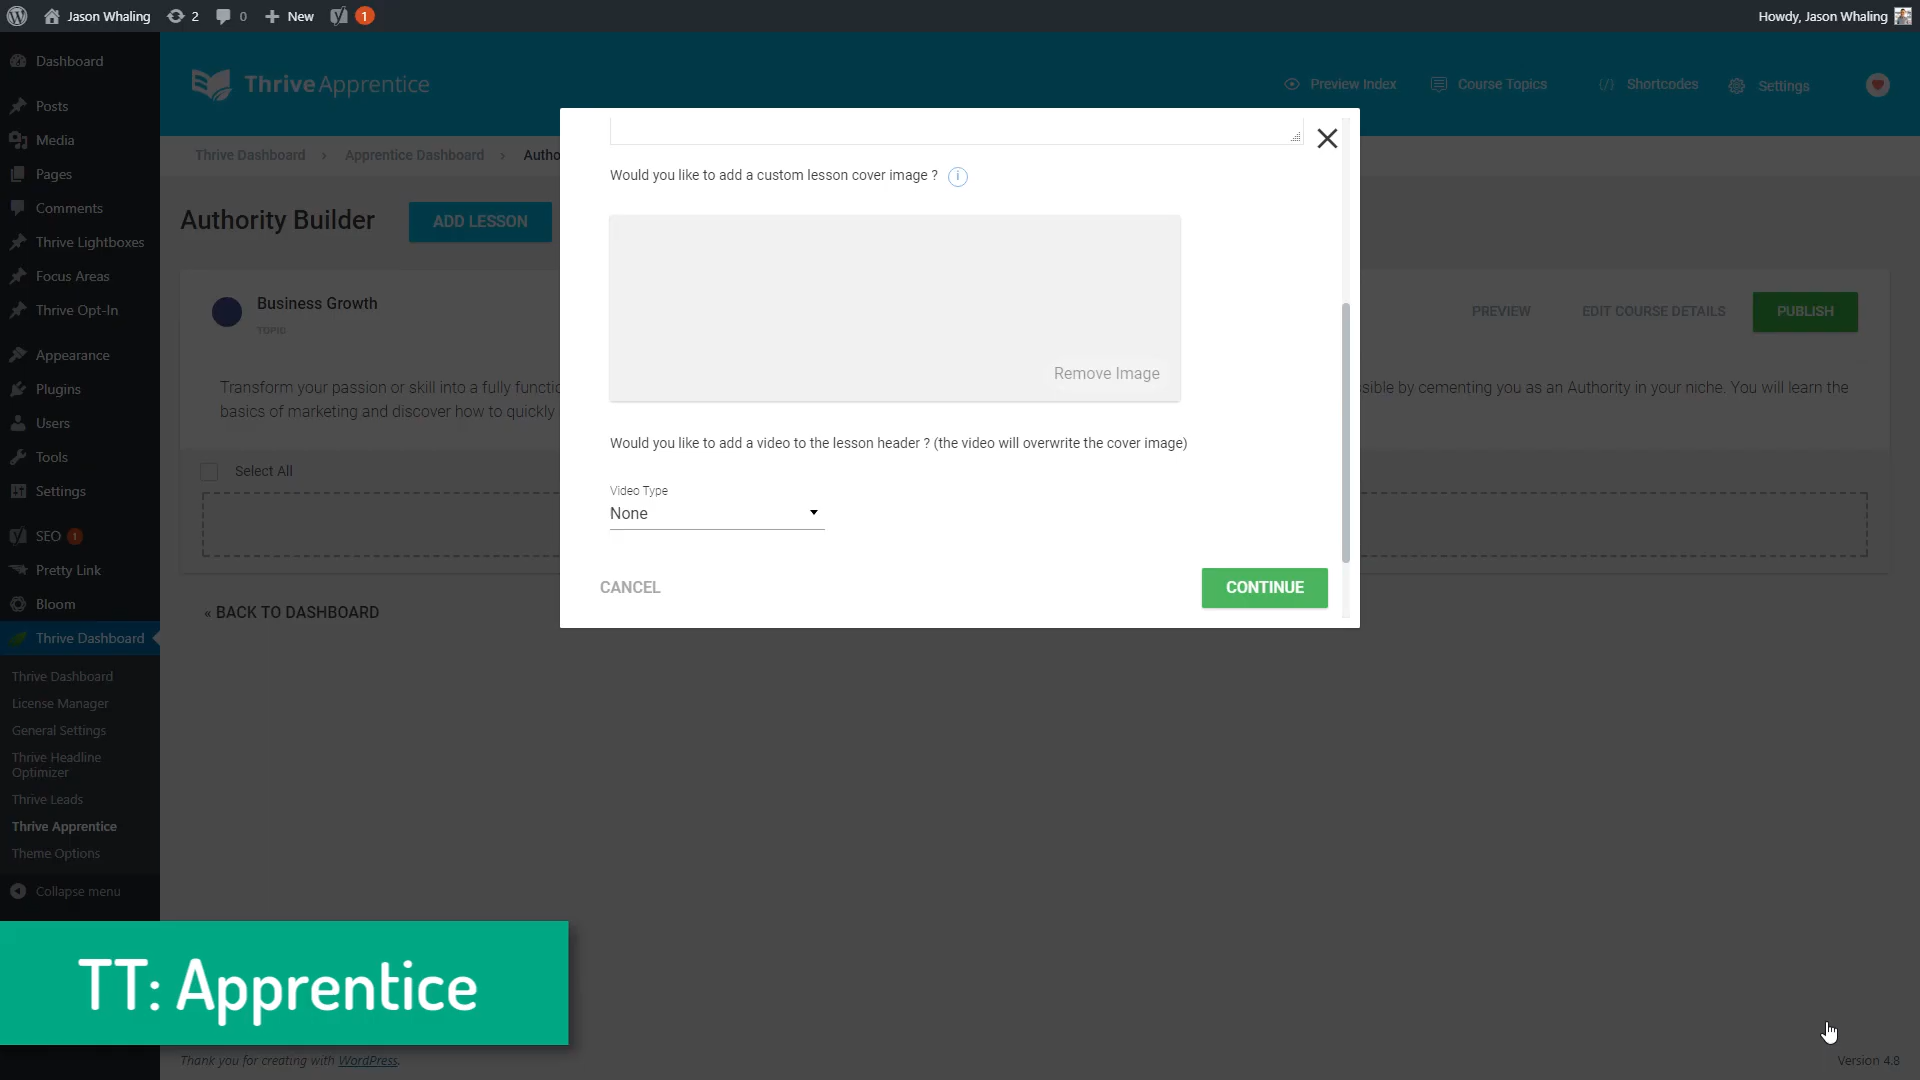 Jason Whaling
2
0
New
1
Howdy, Jason Whaling
Dashboard
Posts
Media
Pages
Comments
Thrive Lightboxes
Focus Areas
Thrive Opt-In
Appearance
Plugins
Users
Tools
Settings
SEO 1
Pretty Link
Bloom
Thrive Dashboard
Thrive Dashboard
License Manager
General Settings
Thrive Headline
Optimizer
Thrive Leads
Thrive Apprentice
Theme Options
Collapse menu
Thrive Apprentice
Preview Index
Course Topics
Shortcodes
Settings
Thrive Dashboard > Apprentice Dashboard > Autho
Authority Builder
ADD LESSON
Business Growth
TOPIC
PREVIEW
EDIT COURSE DETAILS
PUBLISH
Transform your passion or skill into a fully functi
sible by cementing you as an Authority in your niche. You will learn the
basics of marketing and discover how to quickly
Select All
« BACK TO DASHBOARD
Would you like to add a custom lesson cover image ?
i
Remove Image
Would you like to add a video to the lesson header ? (the video will overwrite the cover image)
Video Type
None
CANCEL
CONTINUE
TT: Apprentice
Thank you for creating with WordPress.
Version 4.8